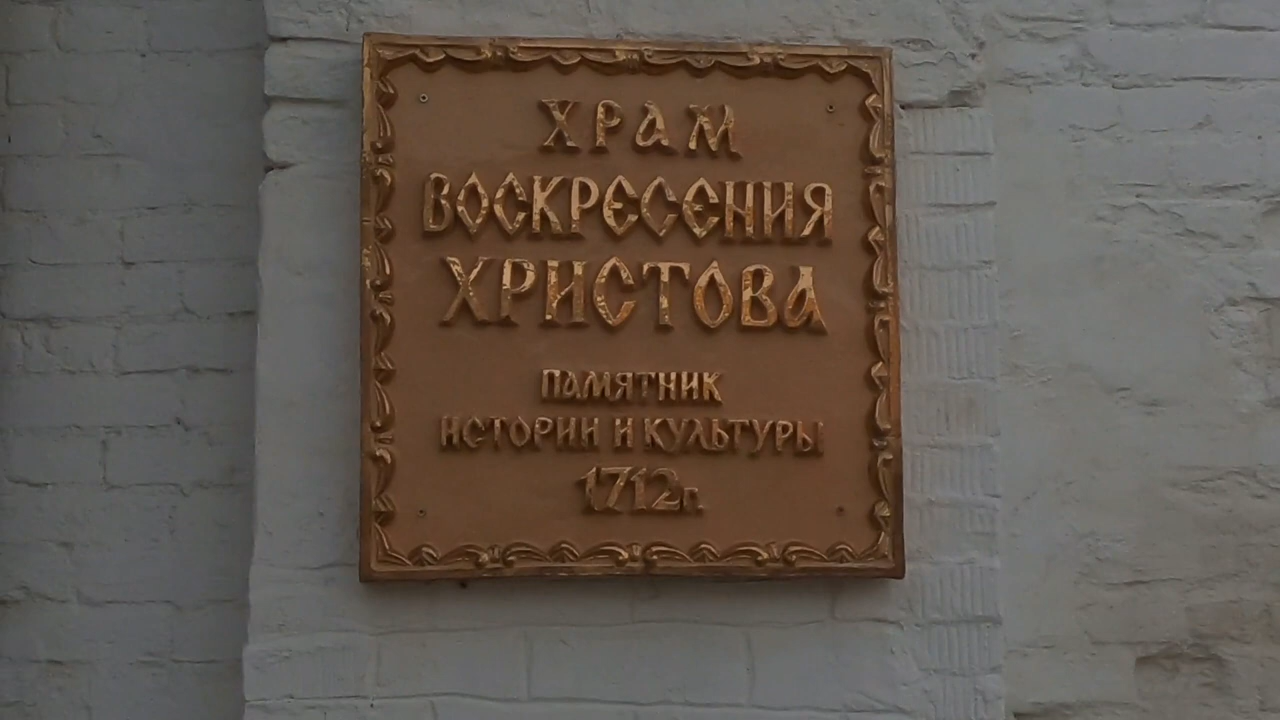 ХРАМ
ВОСКРЕСЕНИЯ
ХРИСТОВА
ПАМЯТНИК
ИСТОРИИ И КУЛЬТУРЫ
1712г.